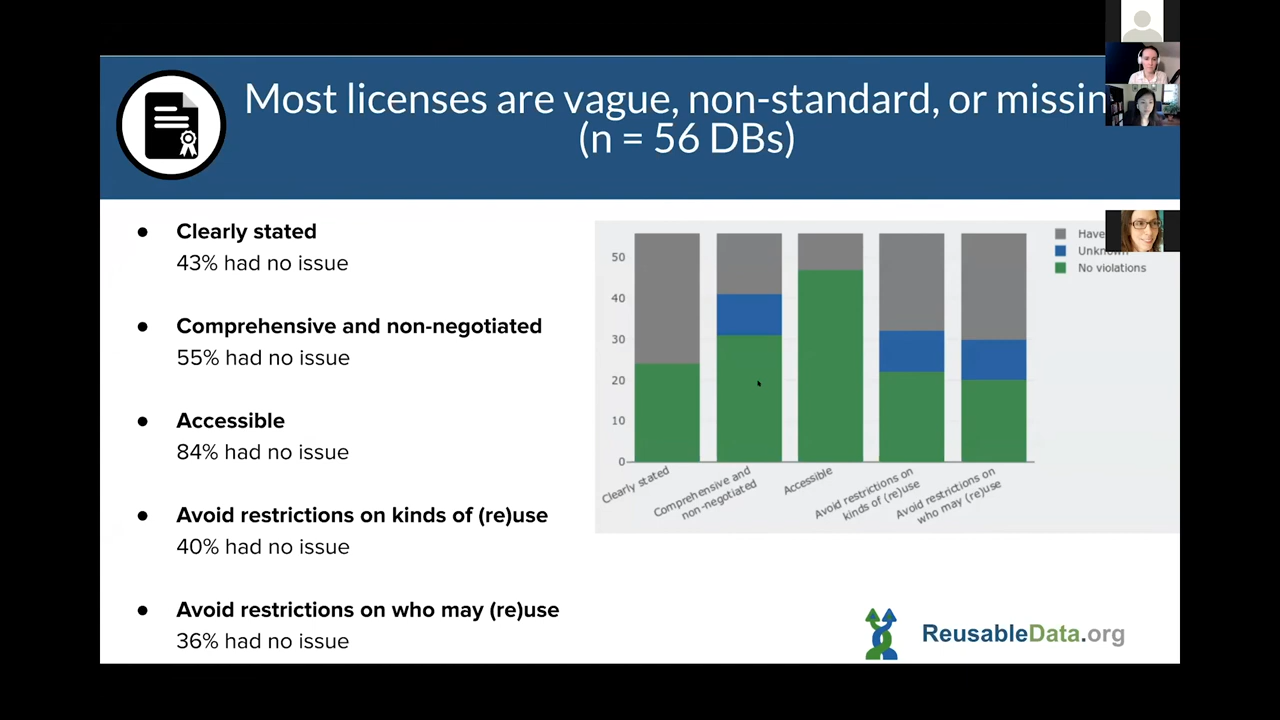 Most licenses are vague, non-standard, or missin
(n = 56 DBs)
● Clearly stated
43% had no issue
● Comprehensive and non-negotiated
55% had no issue
● Accessible
84% had no issue
● Avoid restrictions on kinds of (re)use
40% had no issue
● Avoid restrictions on who may (re)use
36% had no issue
50
40
30
20
10
0
Clearly stated
Comprehensive and
non-negotiated
Accessible
Avoid restrictions on
kinds of (re)use
Avoid restrictions on
who may (re)use
Have
Unknown
No violations
ReusableData.org